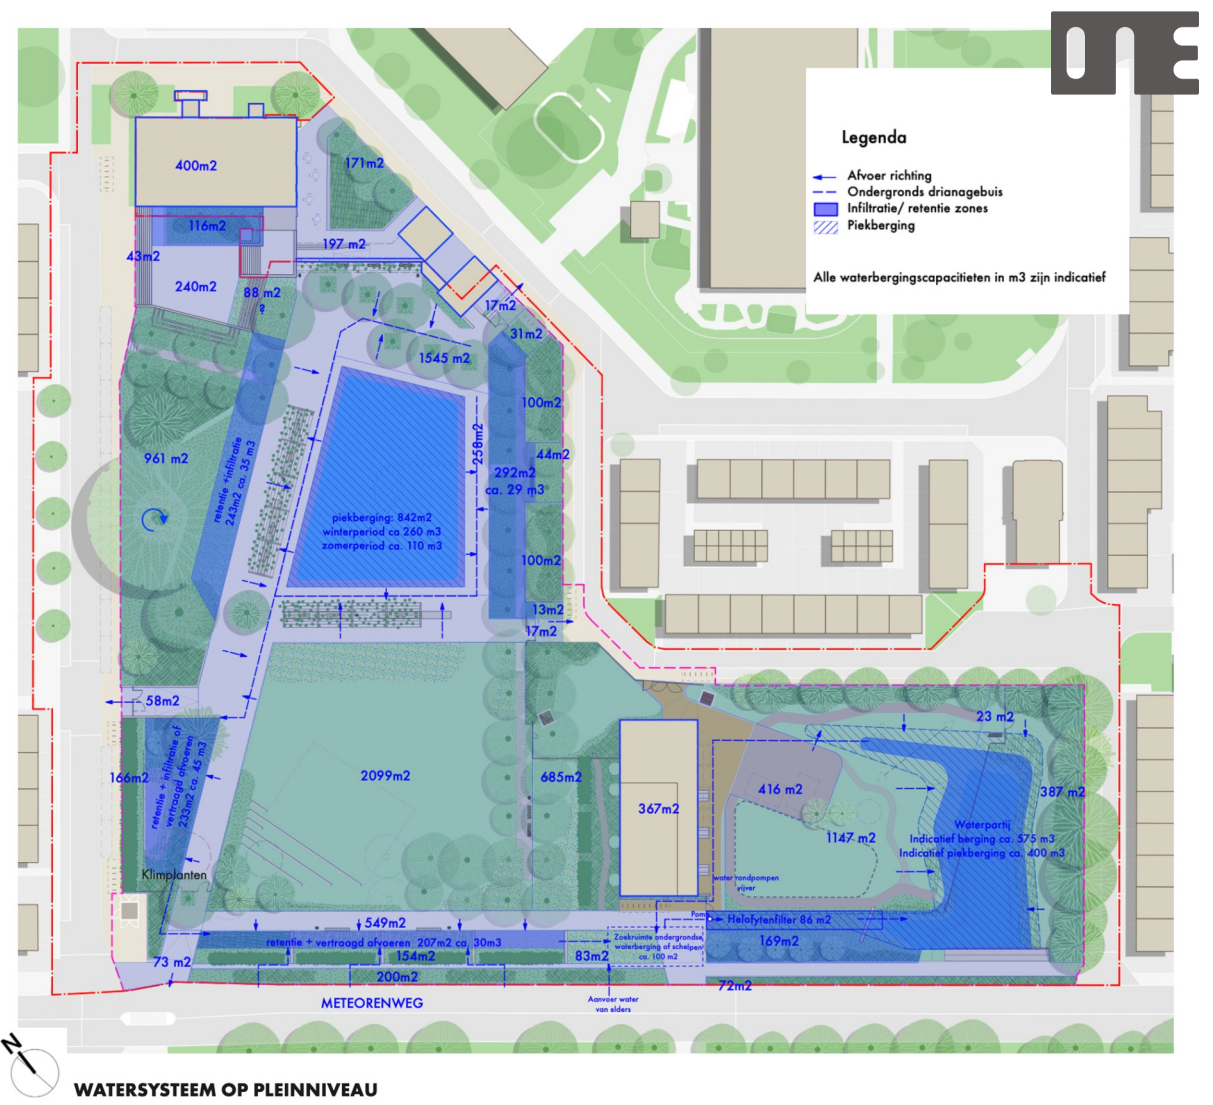 Legenda
Afvoer richting
Ondergronds drianagebuis
Infiltratie/ retentie zones
Piekberging
Alle waterbergingscapacitieten in m3 zijn indicatief
400m2
171m2
116m2
197 m2
43m2
240m2
88 m2
17m2
31m2
1545 m2
100m2
258m2
44m2
961 m2
retentie +infiltratie
243m2 ca. 35 m3
292m2
ca. 29 m3
piekberging: 842m2
winterperiod ca 260 m3
zomerperiod ca. 110 m3
100m2
13m2
17m2
58m2
23 m2
166m2
retentie + infiltratie of
vertraagd afvoeren
233m2 ca. 45 m3
2099m2
685m2
367m2
416 m2
387 m2
1147 m2
Waterpartij
Indicatief berging ca. 575 m3
Indicatief piekberging ca. 400 m3
Klimplanten
water rondpompen
vijver
Pomp
Helofytenfilter 86 m2
549m2
retentie + vertraagd afvoeren 207m2 ca. 30m3
154m2
83m2
Zoekruimte ondergrondse
waterberging of schelpen
ca. 100 m2
169m2
73 m2
200m2
72m2
METEORENWEG
Aanvoer water
van elders
N
WATERSYSTEEM OP PLEINNIVEAU